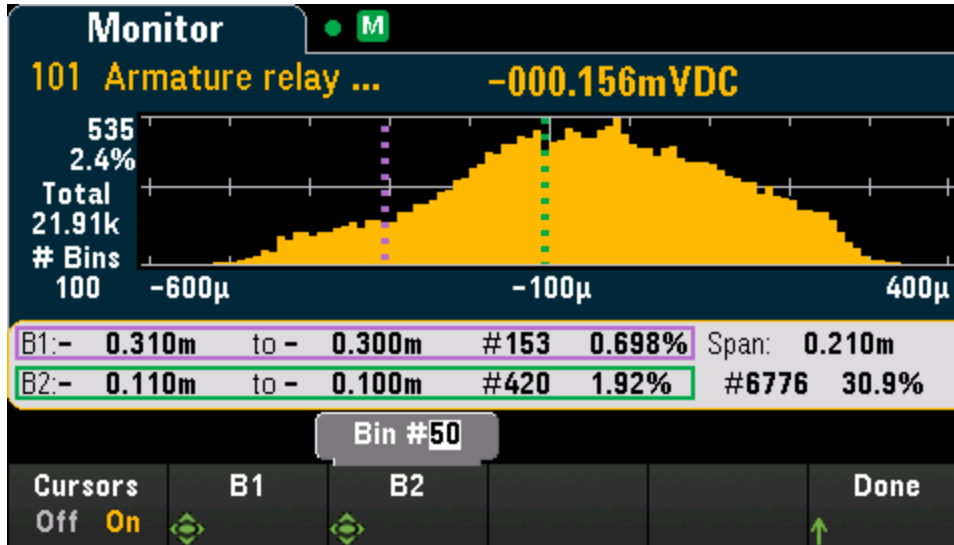 Monitor M
101 Armature relay ... -000.156mVDC
535
2.4%
Total
21.91k
# Bins
100
-600µ -100µ 400µ
B1:- 0.310m to - 0.300m #153 0.698% Span: 0.210m
B2:- 0.110m to - 0.100m #420 1.92% #6776 30.9%
Bin #50
Cursors B1 B2 Done
Off On